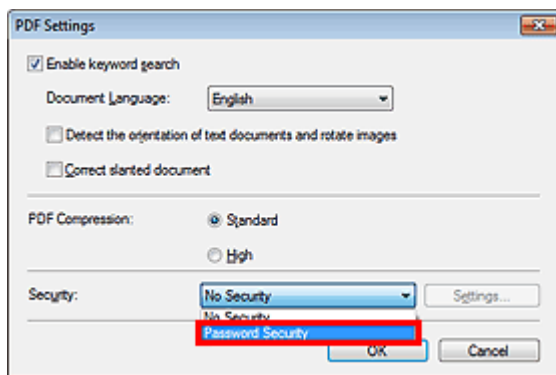 PDF Settings
Enable keyword search
Document Language: English
Detect the orientation of text documents and rotate images
Correct slanted document
PDF Compression: Standard
High
Security: No Security Settings...
No Security
Password Security
OK Cancel